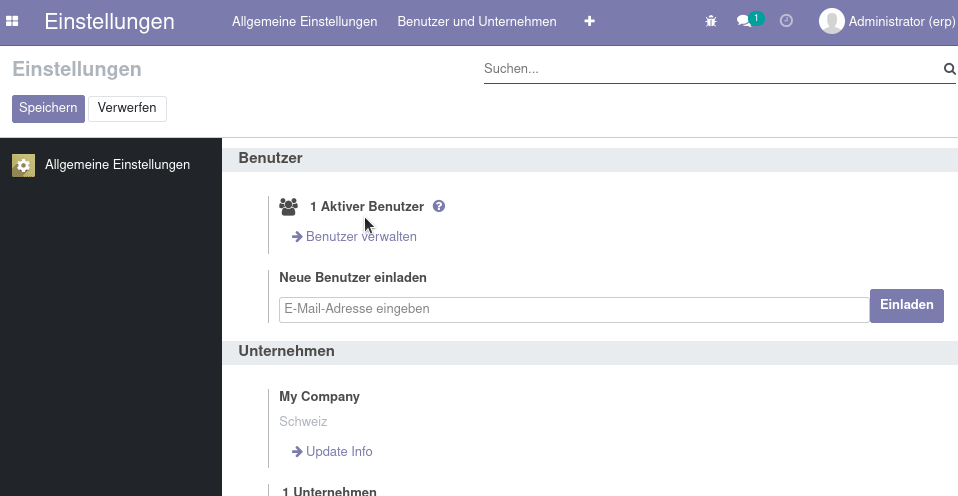 Einstellungen Allgemeine Einstellungen Benutzer und Unternehmen 1 Administrator (erp)
Einstellungen Suchen...
Speichern Verwerfen
Allgemeine Einstellungen
Benutzer
1 Aktiver Benutzer
Benutzer verwalten
Neue Benutzer einladen
E-Mail-Adresse eingeben Einladen
Unternehmen
My Company
Schweiz
Update Info
1 Unternehmen